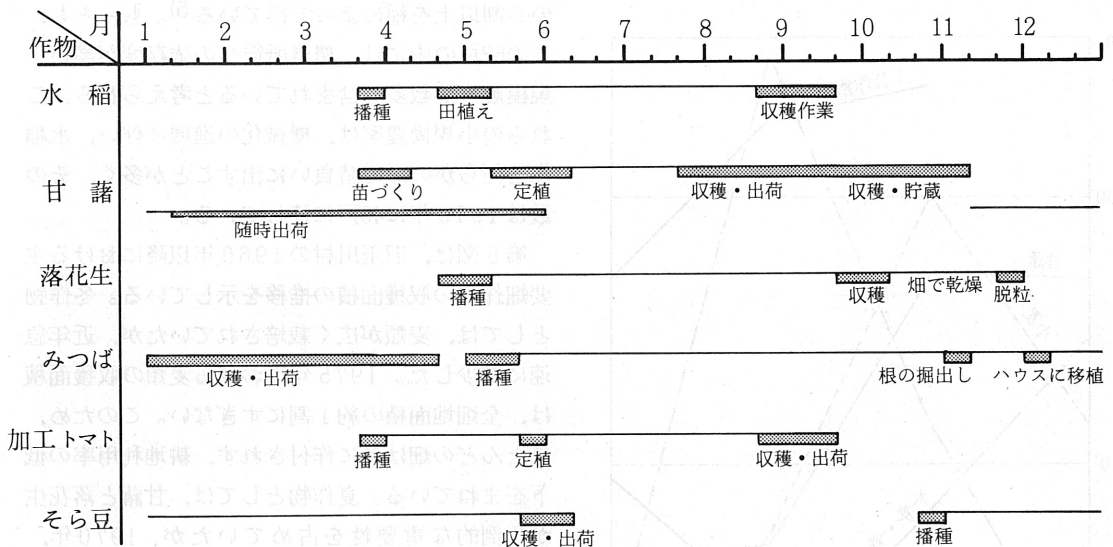 月 1 2 3 4 5 6 7 8 9 10 11 12
作物
水稲
播種 田植え 収穫作業
甘藷
苗づくり 定植 収穫・出荷 収穫・貯蔵
随時出荷
落花生
播種 収穫 畑で乾燥 脱粒
みつば
収穫・出荷 播種 根の掘出し ハウスに移植
加工トマト
播種 定植 収穫・出荷
そら豆
収穫・出荷 播種